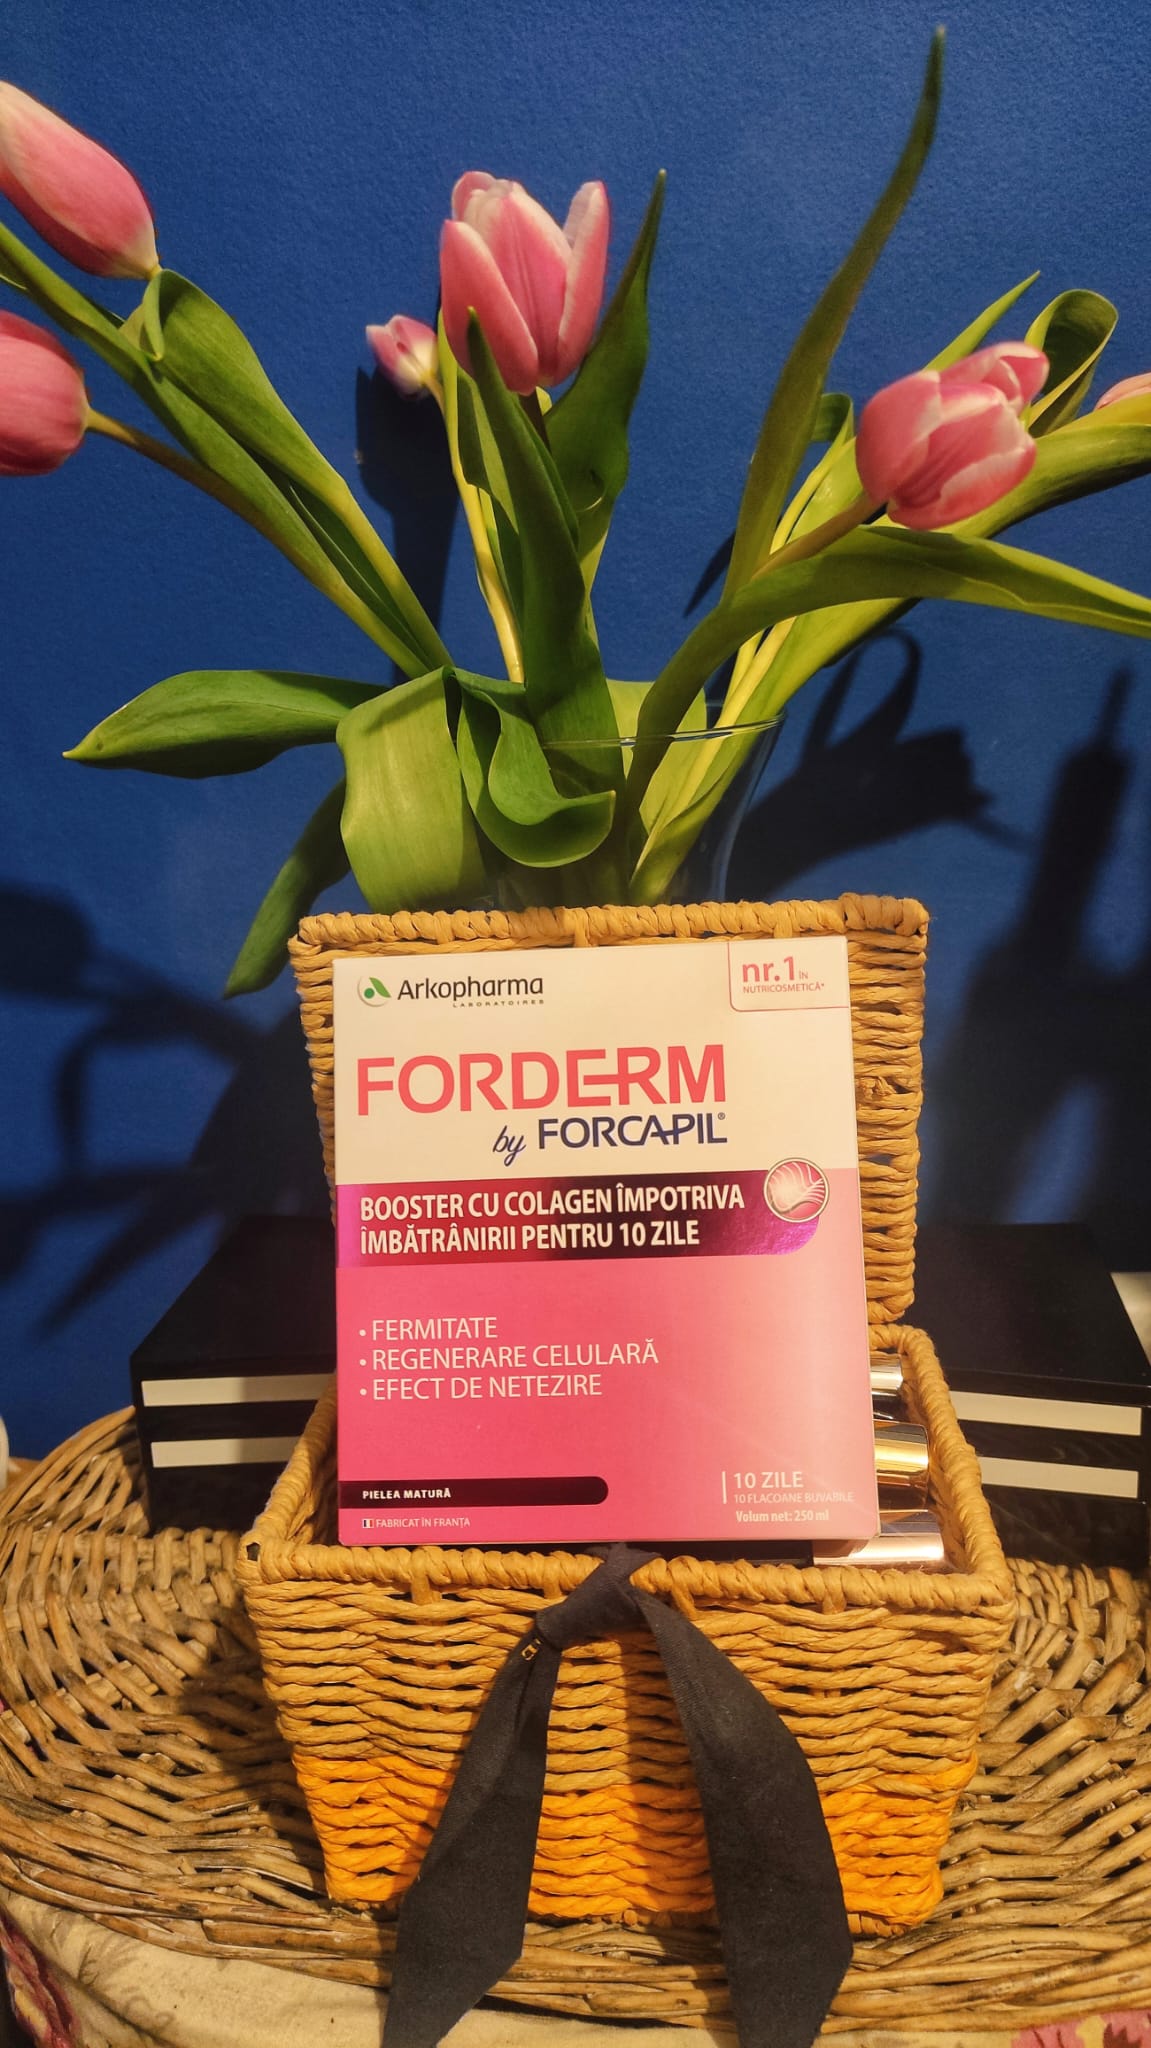 Arkopharma
LABORATOIRES
nr.1 ÎN
NUTRICOSMETICĂ*
FORDERM
by FORCAPIL®
BOOSTER CU COLAGEN ÎMPOTRIVA
ÎMBĂTRÂNIRII PENTRU 10 ZILE
• FERMITATE
• REGENERARE CELULARĂ
• EFECT DE NETEZIRE
PIELEA MATURĂ
FABRICAT ÎN FRANȚA
10 ZILE
10 FLACOANE BUVABILE
Volum net: 250 ml